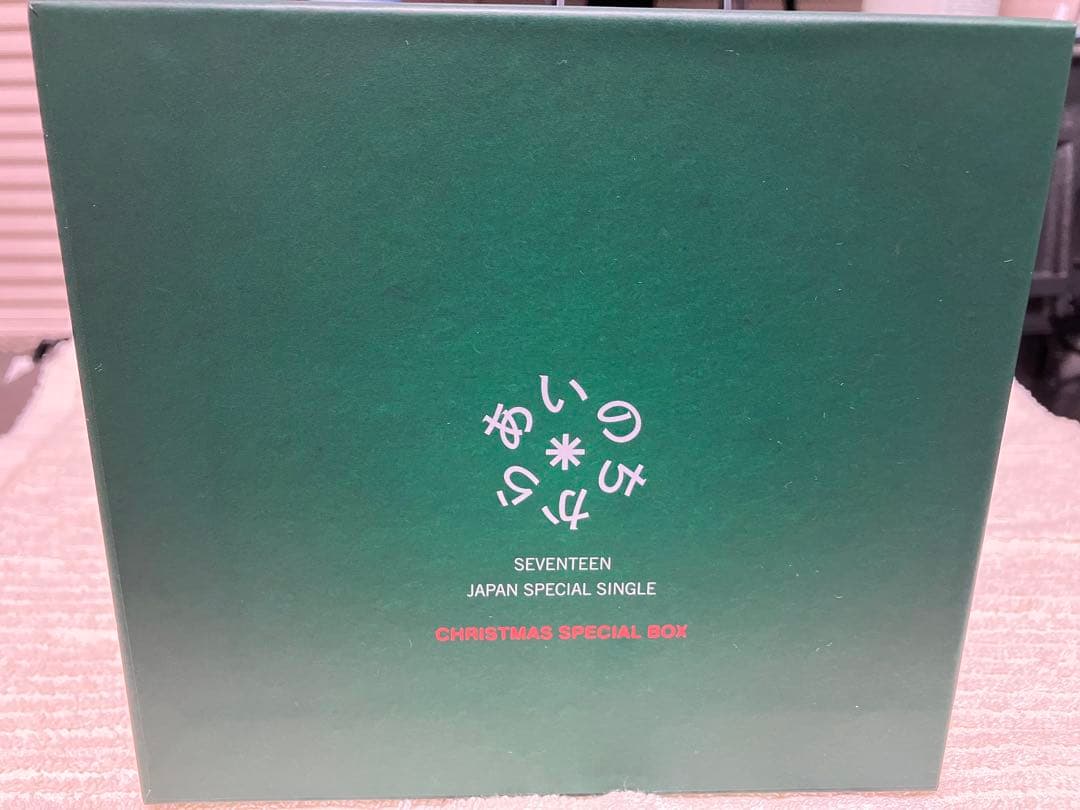 あいのちから
SEVENTEEN
JAPAN SPECIAL SINGLE
CHRISTMAS SPECIAL BOX